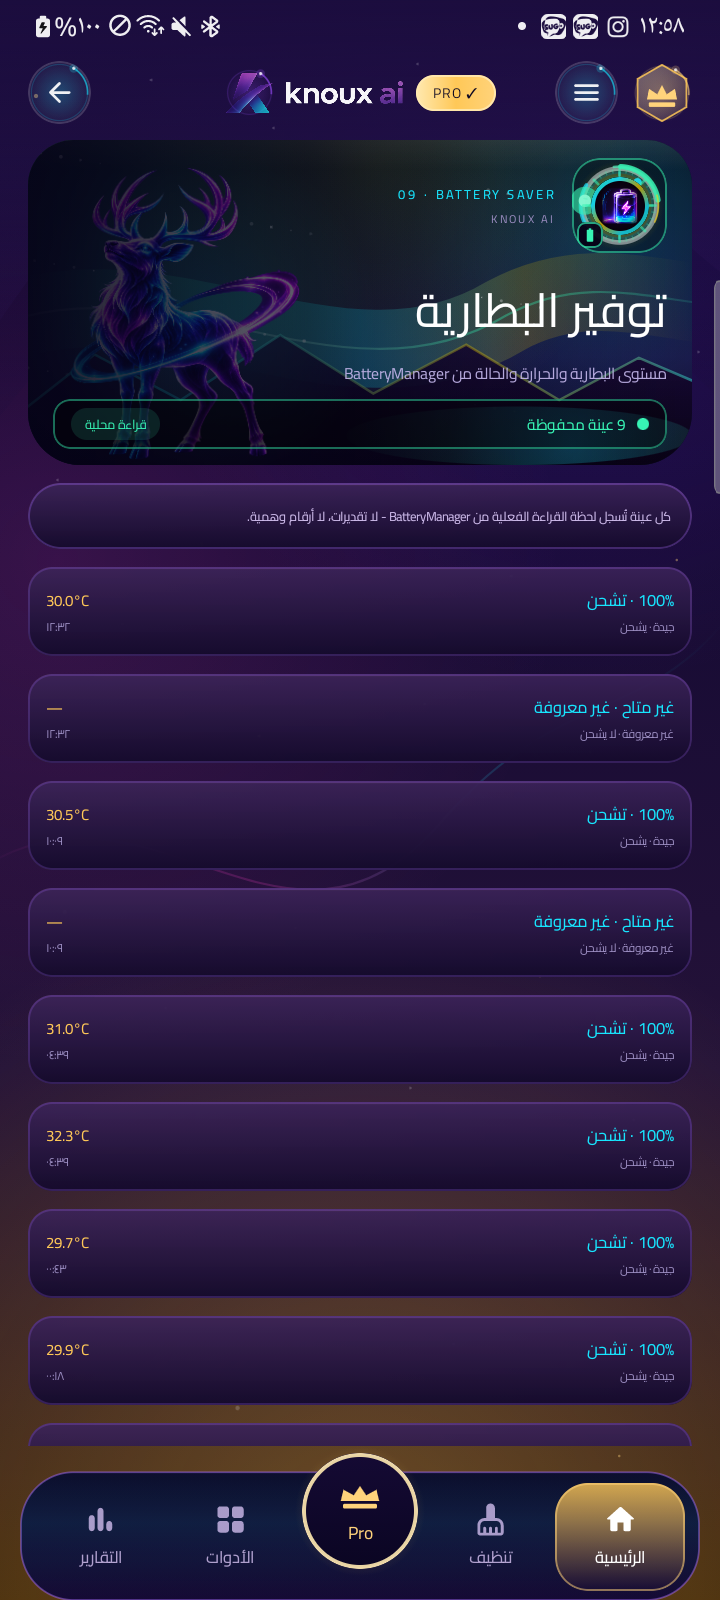 ١٢:٥٨
%١٠٠
knoux ai
PRO ✓
09 · BATTERY SAVER
KNOUX AI
توفير البطارية
مستوى البطارية والحرارة والحالة من BatteryManager
9 عينة محفوظة
قراءة محلية
كل عينة تُسجل لحظة القراءة الفعلية من BatteryManager - لا تقديرات، لا أرقام وهمية.
100% · تشحن
30.0°C
جيدة · يشحن
١٢:٣٢
غير متاح · غير معروفة
—
غير معروفة · لا يشحن
١٢:٣٢
100% · تشحن
30.5°C
جيدة · يشحن
١٠:٠٩
غير متاح · غير معروفة
—
غير معروفة · لا يشحن
١٠:٠٩
100% · تشحن
31.0°C
جيدة · يشحن
٠٤:٣٩
100% · تشحن
32.3°C
جيدة · يشحن
٠٤:٣٩
100% · تشحن
29.7°C
جيدة · يشحن
٠٠:٤٣
100% · تشحن
29.9°C
جيدة · يشحن
٠٠:١٨
الرئيسية
تنظيف
Pro
الأدوات
التقارير